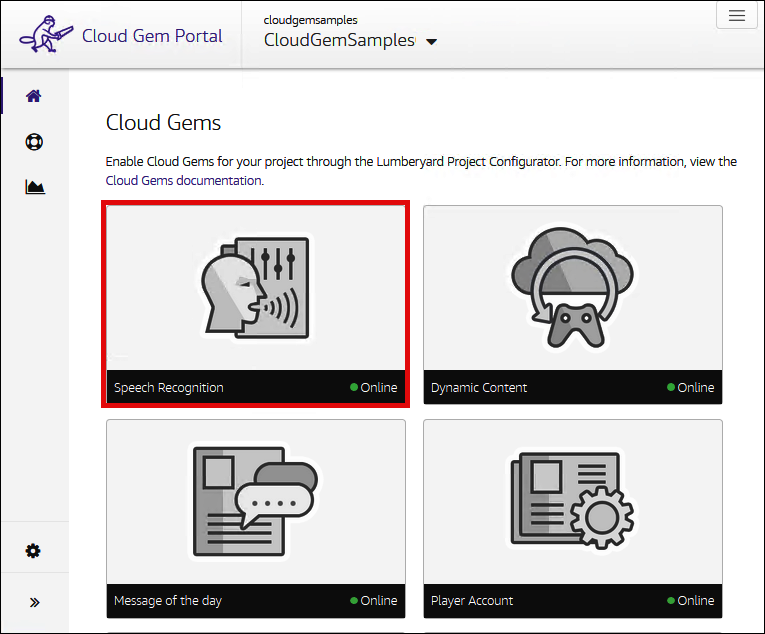 Cloud Gem Portal
cloudgemsamples
CloudGemSamples
Cloud Gems
Enable Cloud Gems for your project through the Lumberyard Project Configurator. For more information, view the
Cloud Gems documentation.
Speech Recognition
Online
Dynamic Content
Online
Message of the day
Online
Player Account
Online